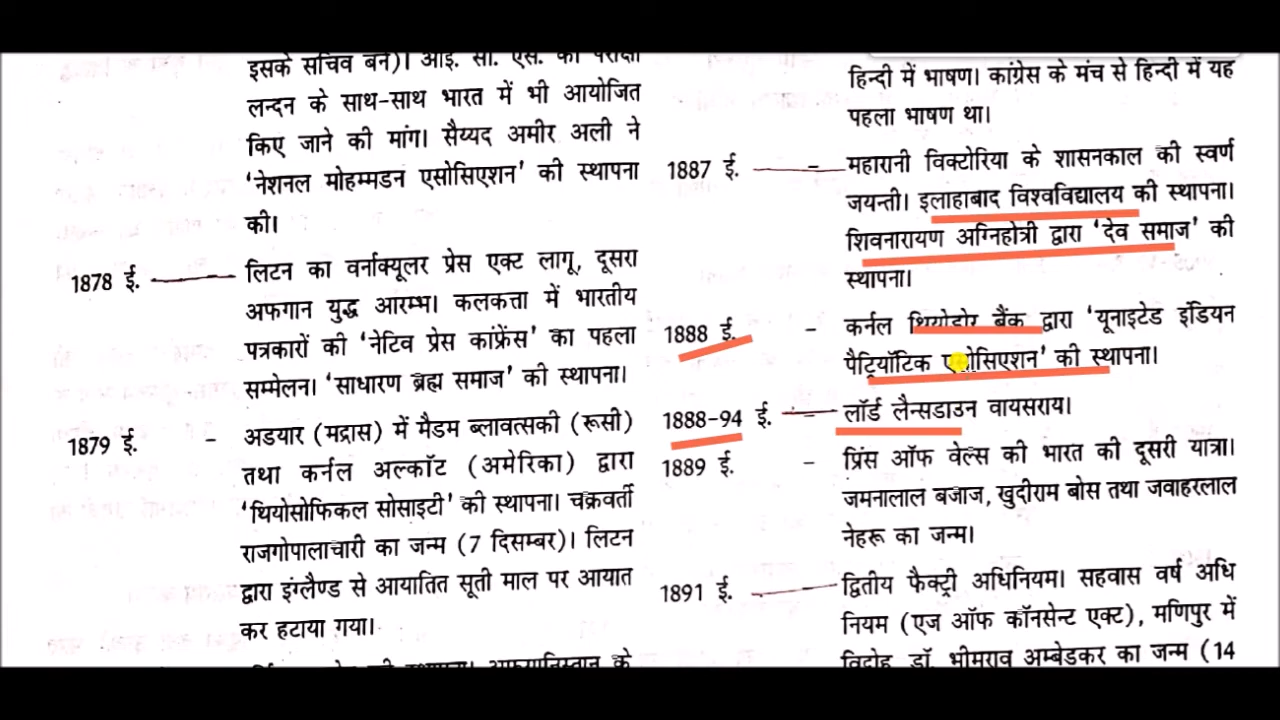 इसके सचिव बने)। आई. सी. एस. की परीक्षा
लन्दन के साथ-साथ भारत में भी आयोजित
किए जाने की मांग। सैय्यद अमीर अली ने
‘नेशनल मोहम्मडन एसोसिएशन’ की स्थापना
की।
1878 ई. लिटन का वर्नाक्यूलर प्रेस एक्ट लागू, दूसरा
अफगान युद्ध आरम्भ। कलकत्ता में भारतीय
पत्रकारों की ‘नेटिव प्रेस कांफ्रेंस’ का पहला
सम्मेलन। ‘साधारण ब्रह्म समाज’ की स्थापना।
1879 ई. - अडयार (मद्रास) में मैडम ब्लावत्सकी (रूसी)
तथा कर्नल अल्कॉट (अमेरिका) द्वारा
‘थियोसोफिकल सोसाइटी’ की स्थापना। चक्रवर्ती
राजगोपालाचारी का जन्म (7 दिसम्बर)। लिटन
द्वारा इंग्लैण्ड से आयातित सूती माल पर आयात
कर हटाया गया।
की स्थापना। अफगानिस्तान के
हिन्दी में भाषण। कांग्रेस के मंच से हिन्दी में यह
पहला भाषण था।
1887 ई. - महारानी विक्टोरिया के शासनकाल की स्वर्ण
जयन्ती। इलाहाबाद विश्वविद्यालय की स्थापना।
शिवनारायण अग्निहोत्री द्वारा ‘देव समाज’ की
स्थापना।
1888 ई. - कर्नल थियोडोर बैंक द्वारा ‘यूनाइटेड इंडियन
पैट्रियॉटिक एसोसिएशन’ की स्थापना।
1888-94 ई. - लॉर्ड लैन्सडाउन वायसराय।
1889 ई. - प्रिंस ऑफ वेल्स की भारत की दूसरी यात्रा।
जमनालाल बजाज, खुदीराम बोस तथा जवाहरलाल
नेहरू का जन्म।
1891 ई. द्वितीय फैक्ट्री अधिनियम। सहवास वर्ष अधि
नियम (एज ऑफ कॉनसेन्ट एक्ट), मणिपुर में
विद्रोह, डॉ. भीमराव अम्बेडकर का जन्म (14